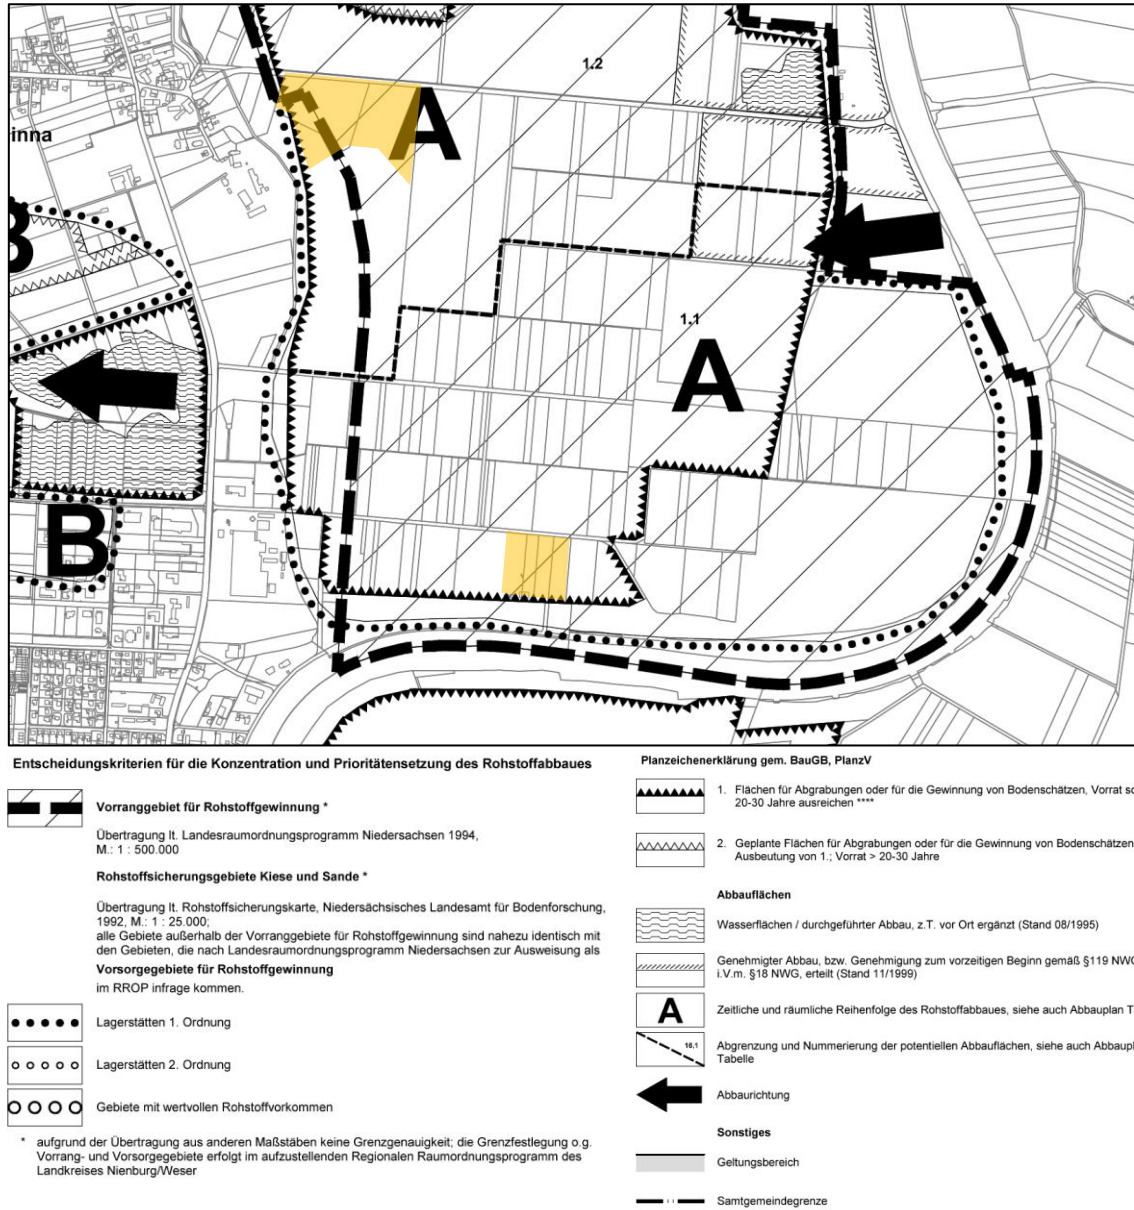 1.2
A
inna
B
1.1
A
B
Entscheidungskriterien für die Konzentration und Prioritätensetzung des Rohstoffabbaues
Vorranggebiet für Rohstoffgewinnung *
Übertragung lt. Landesraumordnungsprogramm Niedersachsen 1994,
M.: 1 : 500.000
Rohstoffsicherungsgebiete Kiese und Sande *
Übertragung lt. Rohstoffsicherungskarte, Niedersächsisches Landesamt für Bodenforschung,
1992, M.: 1 : 25.000;
alle Gebiete außerhalb der Vorranggebiete für Rohstoffgewinnung sind nahezu identisch mit
den Gebieten, die nach Landesraumordnungsprogramm Niedersachsen zur Ausweisung als
Vorsorgegebiete für Rohstoffgewinnung
im RROP infrage kommen.
Lagerstätten 1. Ordnung
Lagerstätten 2. Ordnung
Gebiete mit wertvollen Rohstoffvorkommen
* aufgrund der Übertragung aus anderen Maßstäben keine Grenzgenauigkeit; die Grenzfestlegung o.g.
Vorrang- und Vorsorgegebiete erfolgt im aufzustellenden Regionalen Raumordnungsprogramm des
Landkreises Nienburg/Weser
Planzeichenerklärung gem. BauGB, PlanzV
1. Flächen für Abgrabungen oder für die Gewinnung von Bodenschätzen, Vorrat so
20-30 Jahre ausreichen ****
2. Geplante Flächen für Abgrabungen oder für die Gewinnung von Bodenschätzen
Ausbeutung von 1.; Vorrat > 20-30 Jahre
Abbauflächen
Wasserflächen / durchgeführter Abbau, z.T. vor Ort ergänzt (Stand 08/1995)
Genehmigter Abbau, bzw. Genehmigung zum vorzeitigen Beginn gemäß §119 NWG
i.V.m. §18 NWG, erteilt (Stand 11/1999)
A Zeitliche und räumliche Reihenfolge des Rohstoffabbaues, siehe auch Abbauplan T
16,1 Abgrenzung und Nummerierung der potentiellen Abbauflächen, siehe auch Abbaupl
Tabelle
Abbaurichtung
Sonstiges
Geltungsbereich
Samtgemeindegrenze